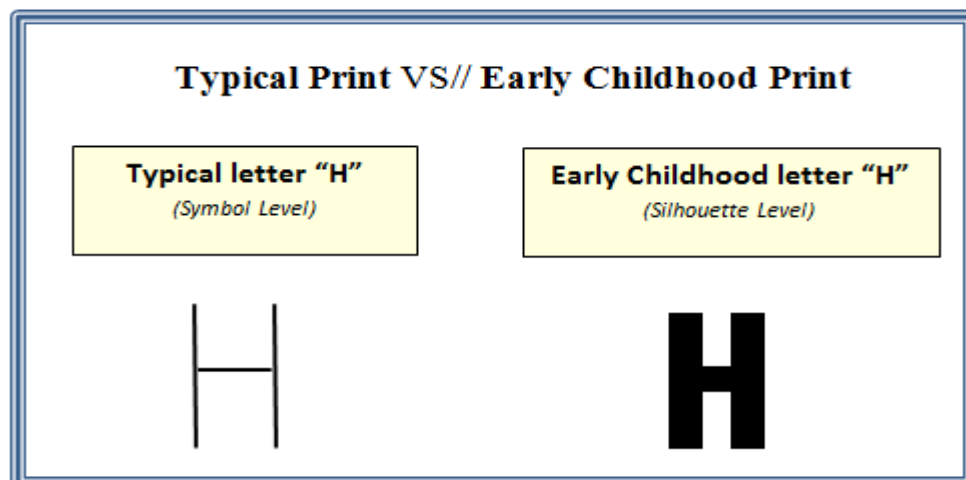 Typical Print VS// Early Childhood Print
Typical letter “H”
(Symbol Level)
Early Childhood letter “H”
(Silhouette Level)
H
H